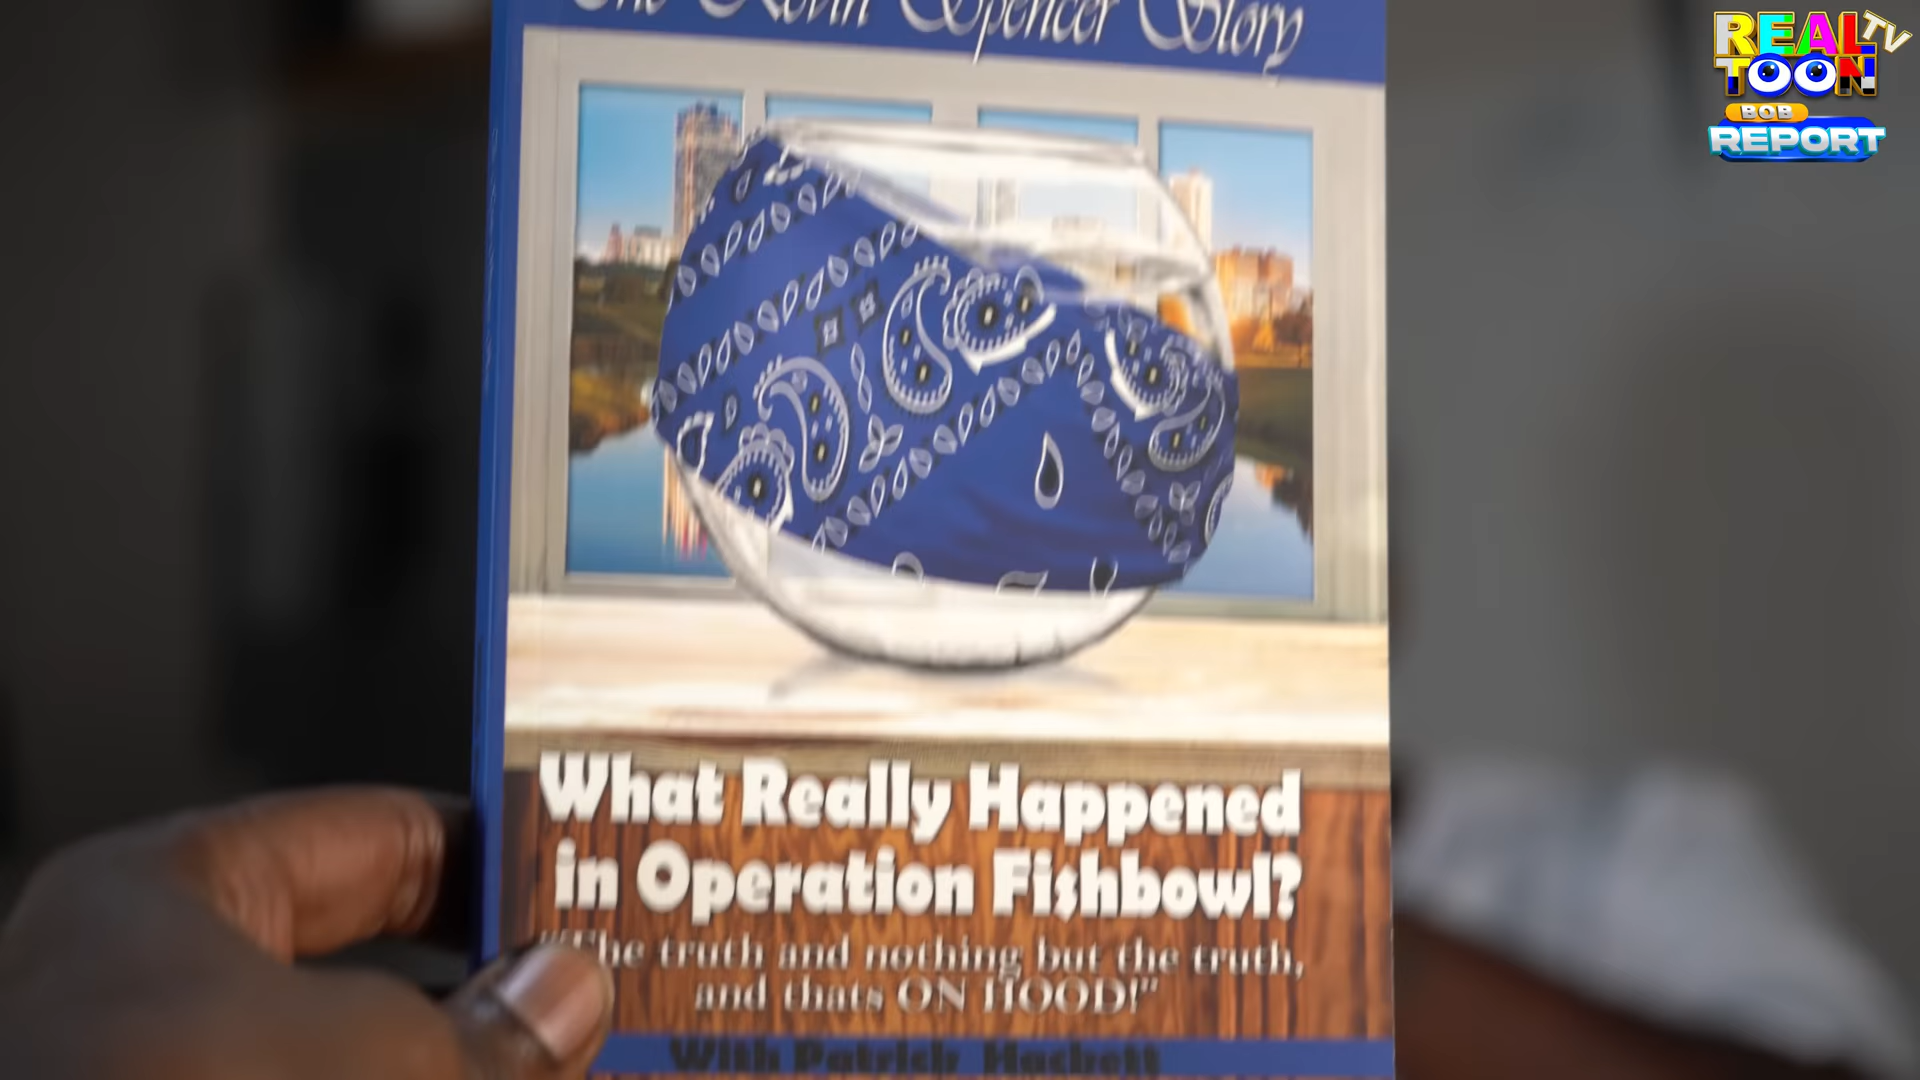 The Kevin Spencer Story
REAL TV
TOON
BOB
REPORT
What Really Happened
in Operation Fishbowl?
"The truth and nothing but the truth,
and thats ON HOOD!"
With Patrick Hackett